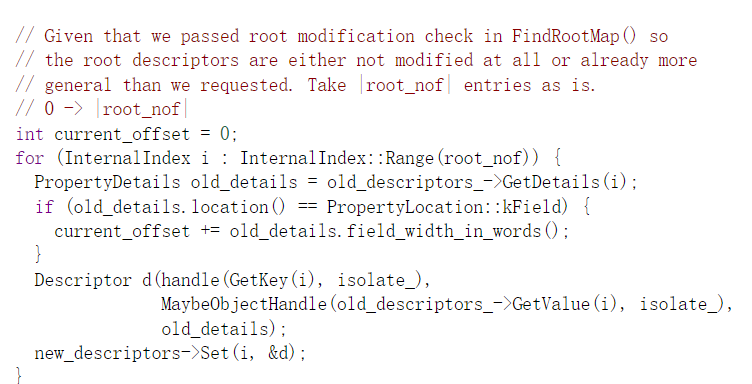 // Given that we passed root modification check in FindRootMap() so
// the root descriptors are either not modified at all or already more
// general than we requested. Take |root_nof| entries as is.
// 0 -> |root_nof|
int current_offset = 0;
for (InternalIndex i : InternalIndex::Range(root_nof)) {
  PropertyDetails old_details = old_descriptors_->GetDetails(i);
  if (old_details.location() == PropertyLocation::kField) {
    current_offset += old_details.field_width_in_words();
  }
  Descriptor d(handle(GetKey(i), isolate_),
               MaybeObjectHandle(old_descriptors_->GetValue(i), isolate_),
               old_details);
  new_descriptors->Set(i, &d);
}